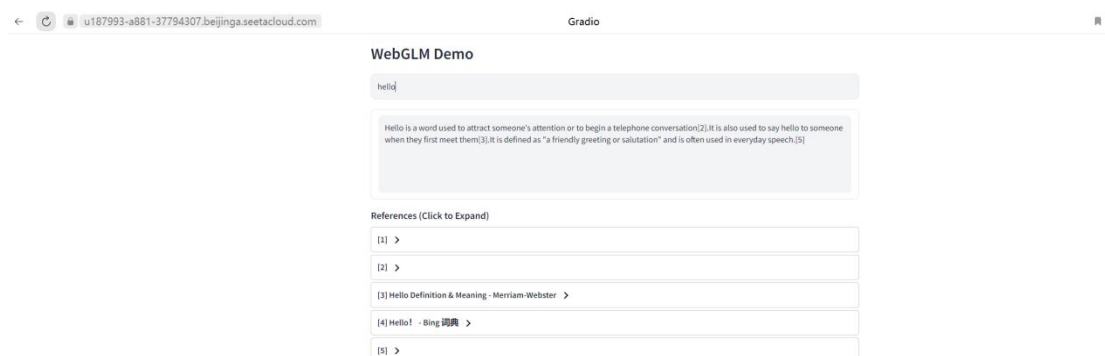 u187993-a881-37794307.beijinga.seetacloud.com
Gradio
WebGLM Demo
hello
Hello is a word used to attract someone's attention or to begin a telephone conversation[2].It is also used to say hello to someone
when they first meet them[3].It is defined as "a friendly greeting or salutation" and is often used in everyday speech.[5]
References (Click to Expand)
[1]
[2]
[3] Hello Definition & Meaning - Merriam-Webster
[4] Hello! - Bing 词典
[5]